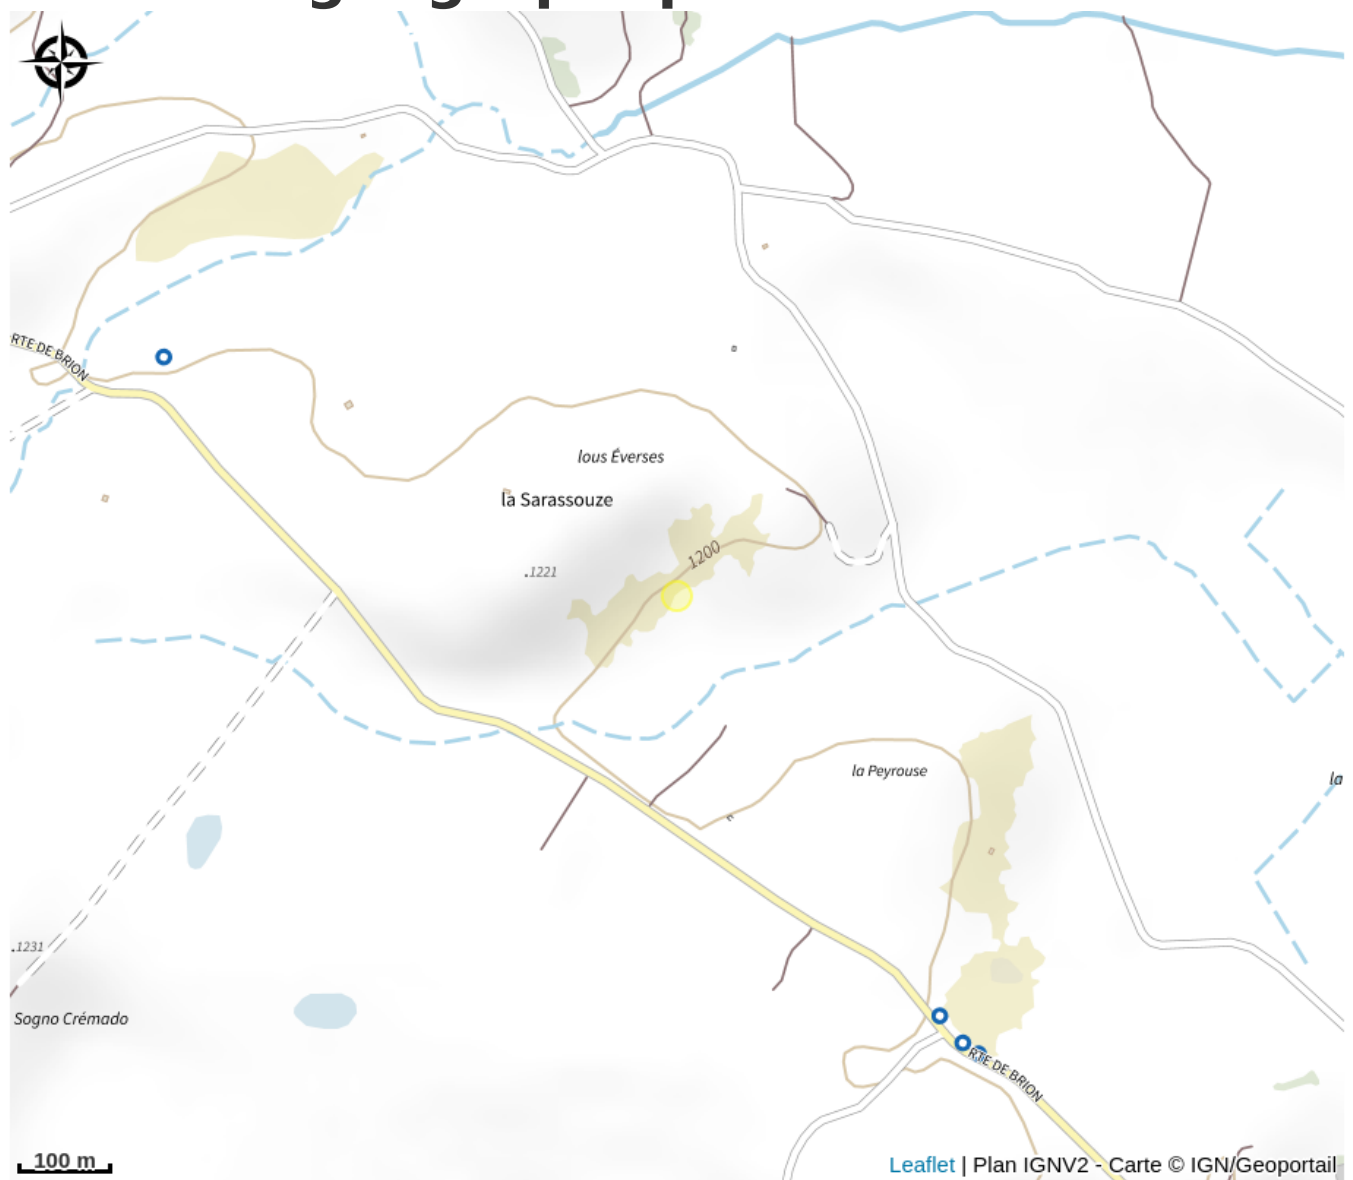 RTE DE BRION
lous Éverses
la Sarassouze
1200
.1221
la Peyrouse
la
.1231
Sogno Crémado
RTE DE BRION
E
100 m
Leaflet | Plan IGNV2 - Carte © IGN/Geoportail